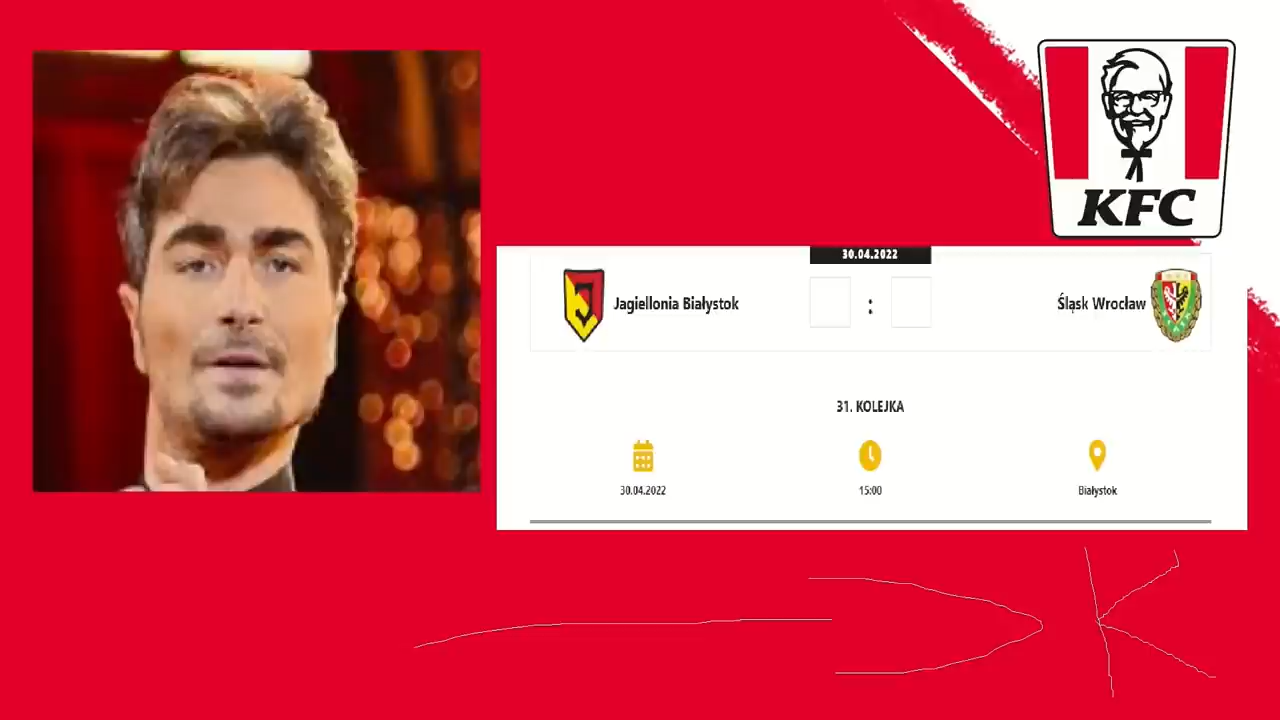 KFC
30.04.2022
Jagiellonia Białystok
:
Śląsk Wrocław
31. KOLEJKA
30.04.2022
15:00
Białystok
K